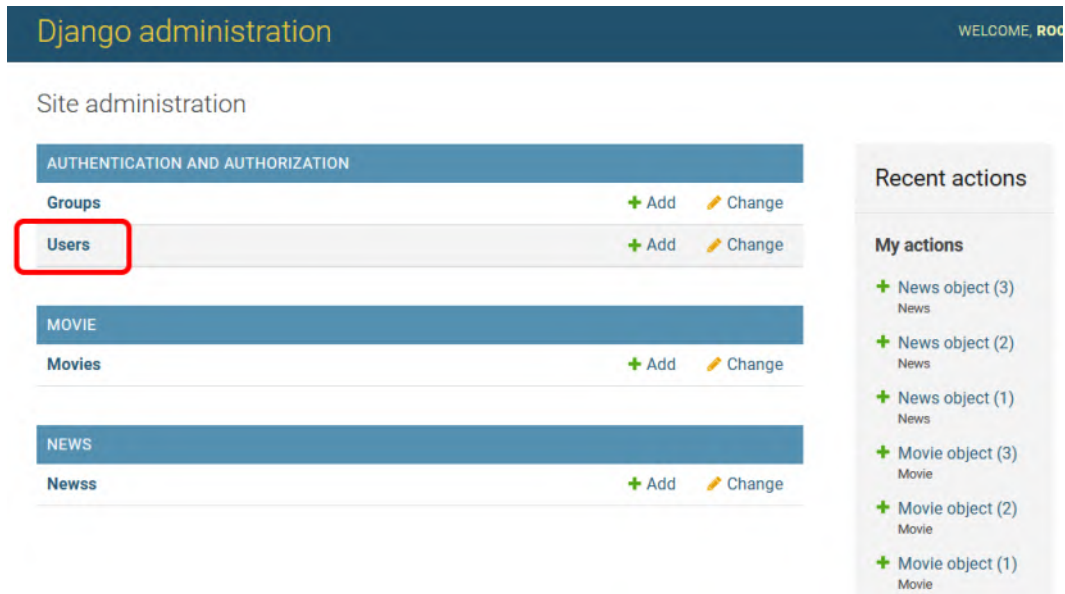 Django administration
WELCOME, ROO
Site administration
AUTHENTICATION AND AUTHORIZATION
Groups + Add Change
Users + Add Change
MOVIE
Movies + Add Change
NEWS
Newss + Add Change
Recent actions
My actions
+ News object (3)
News
+ News object (2)
News
+ News object (1)
News
+ Movie object (3)
Movie
+ Movie object (2)
Movie
+ Movie object (1)
Movie